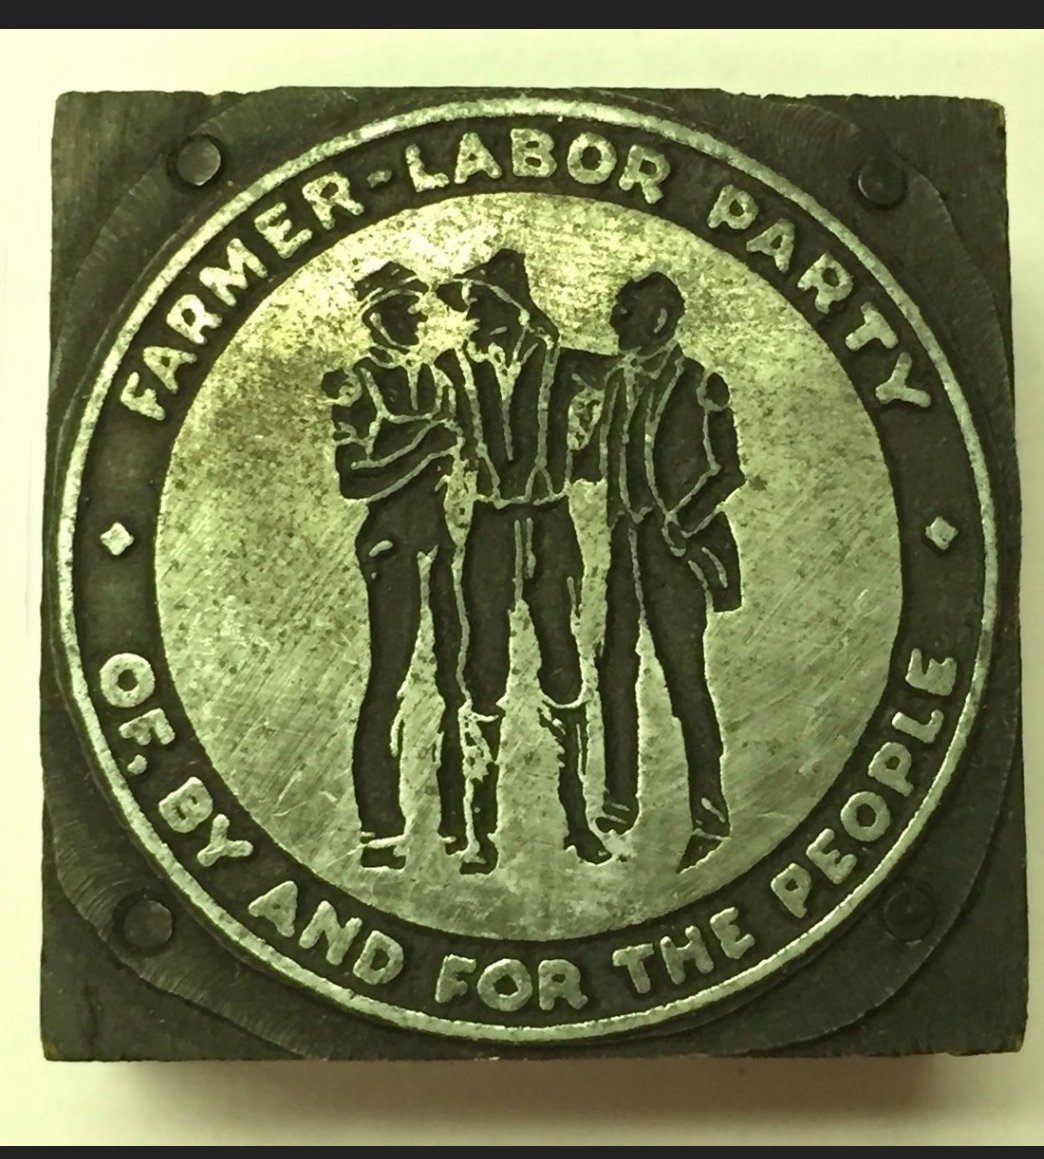 FARMER-LABOR PARTY
OF, BY AND FOR THE PEOPLE